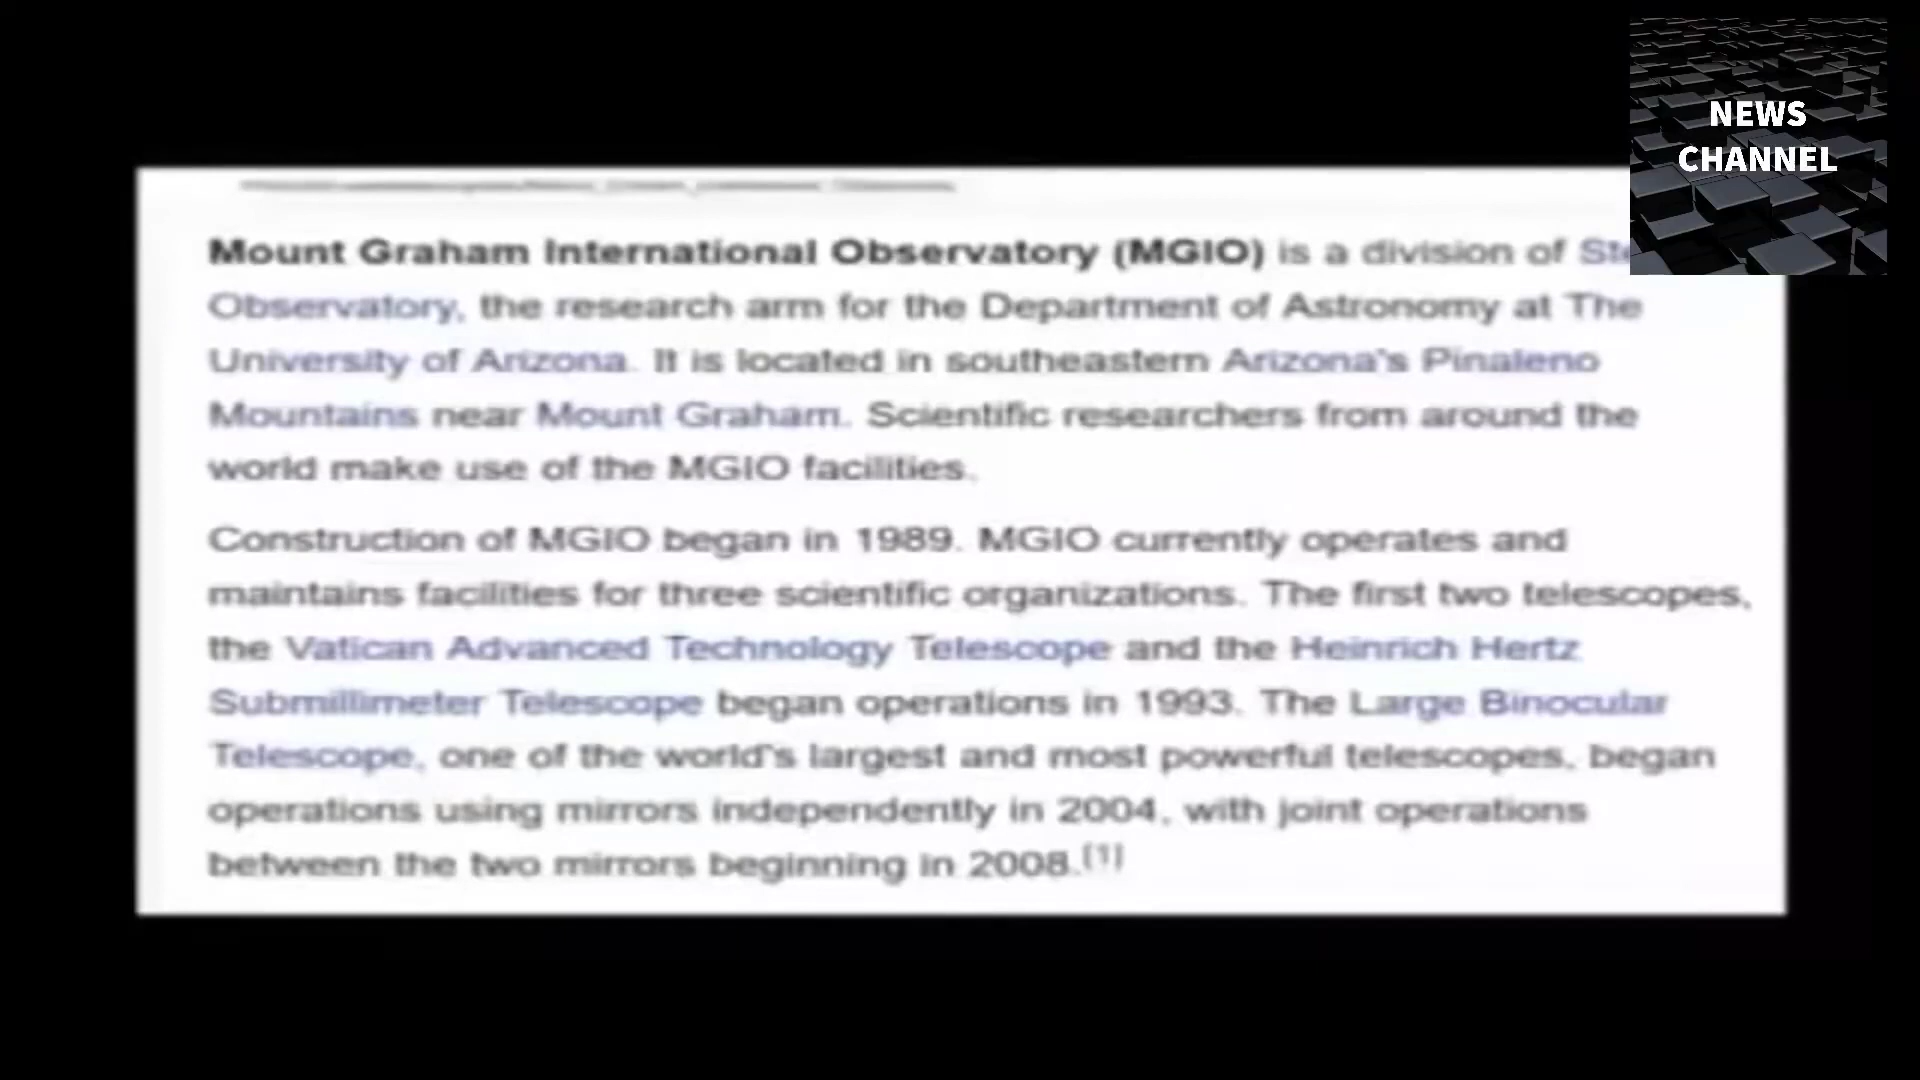 NEWS
CHANNEL
Mount Graham International Observatory (MGIO) is a division of
Observatory, the research arm for the Department of Astronomy at The
University of Arizona. It is located in southeastern Arizona's Pinaleno
Mountains near Mount Graham. Scientific researchers from around the
world make use of the MGIO facilities.
Construction of MGIO began in 1989. MGIO currently operates and
maintains facilities for three scientific organizations. The first two telescopes,
the Vatican Advanced Technology Telescope and the Heinrich Hertz
Submillimeter Telescope began operations in 1993. The Large Binocular
Telescope, one of the world's largest and most powerful telescopes, began
operations using mirrors independently in 2004, with joint operations
between the two mirrors beginning in 2008.[1]